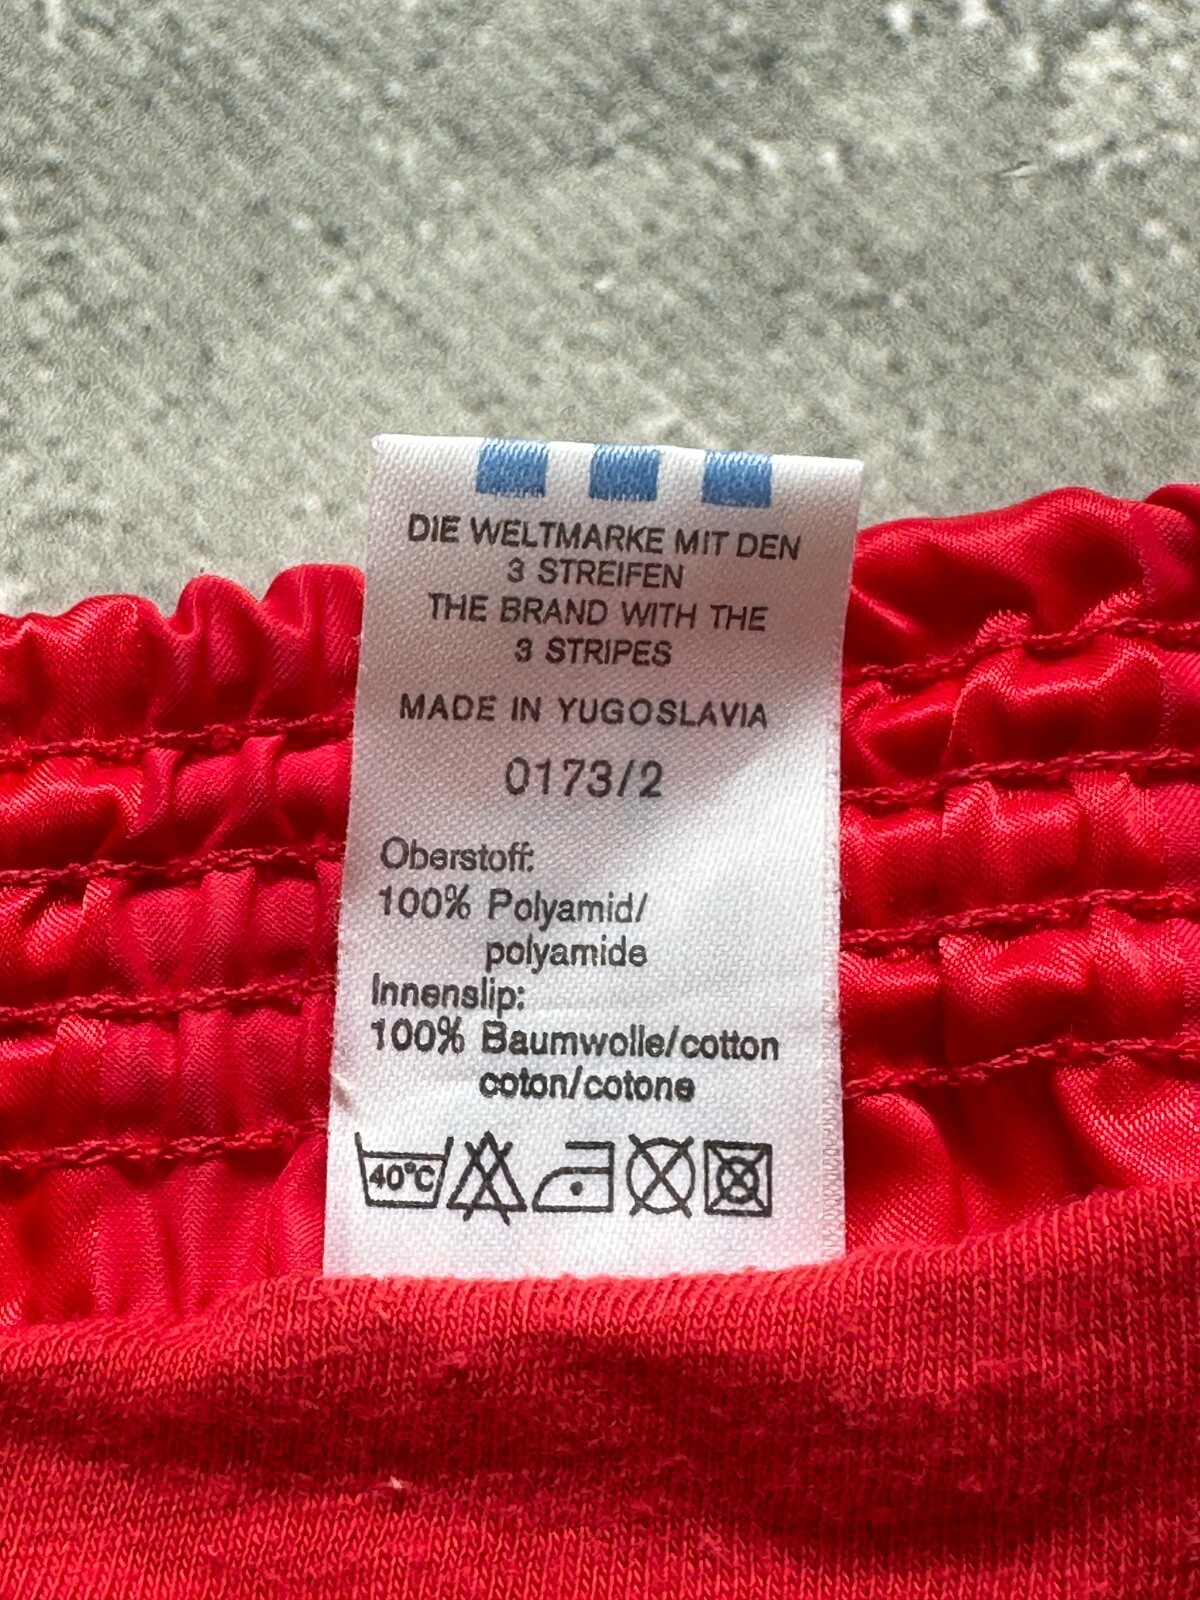 DIE WELTMARKE MIT DEN
3 STREIFEN
THE BRAND WITH THE
3 STRIPES
MADE IN YUGOSLAVIA
0173/2
Oberstoff:
100% Polyamid/
polyamide
Innenslip:
100% Baumwolle/cotton
coton/cotone
40°C